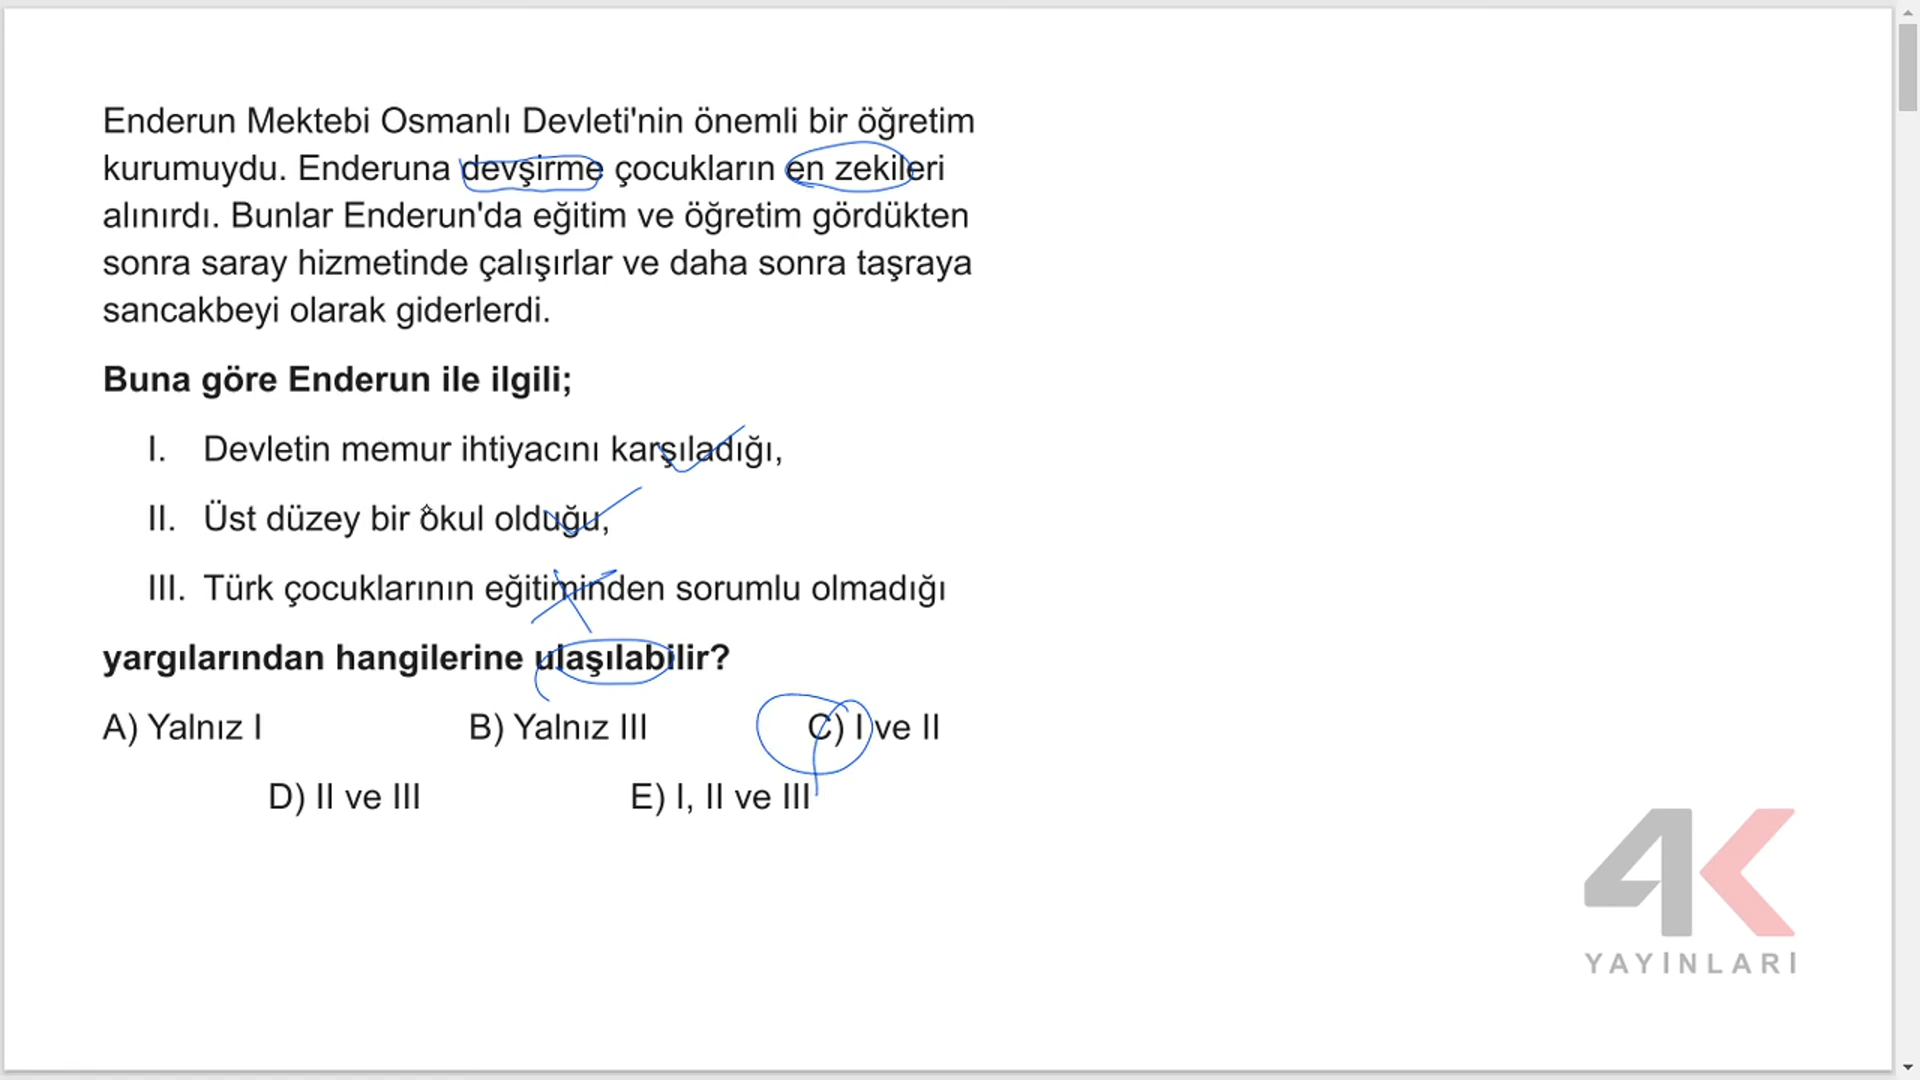 Enderun Mektebi Osmanlı Devleti'nin önemli bir öğretim
kurumuydu. Enderuna devşirme çocukların en zekileri
alınırdı. Bunlar Enderun'da eğitim ve öğretim gördükten
sonra saray hizmetinde çalışırlar ve daha sonra taşraya
sancakbeyi olarak giderlerdi.
Buna göre Enderun ile ilgili;
I. Devletin memur ihtiyacını karşıladığı,
II. Üst düzey bir okul olduğu,
III. Türk çocuklarının eğitiminden sorumlu olmadığı
yargılarından hangilerine ulaşılabilir?
A) Yalnız I B) Yalnız III C) I ve II
D) II ve III E) I, II ve III
4K
YAYINLARI